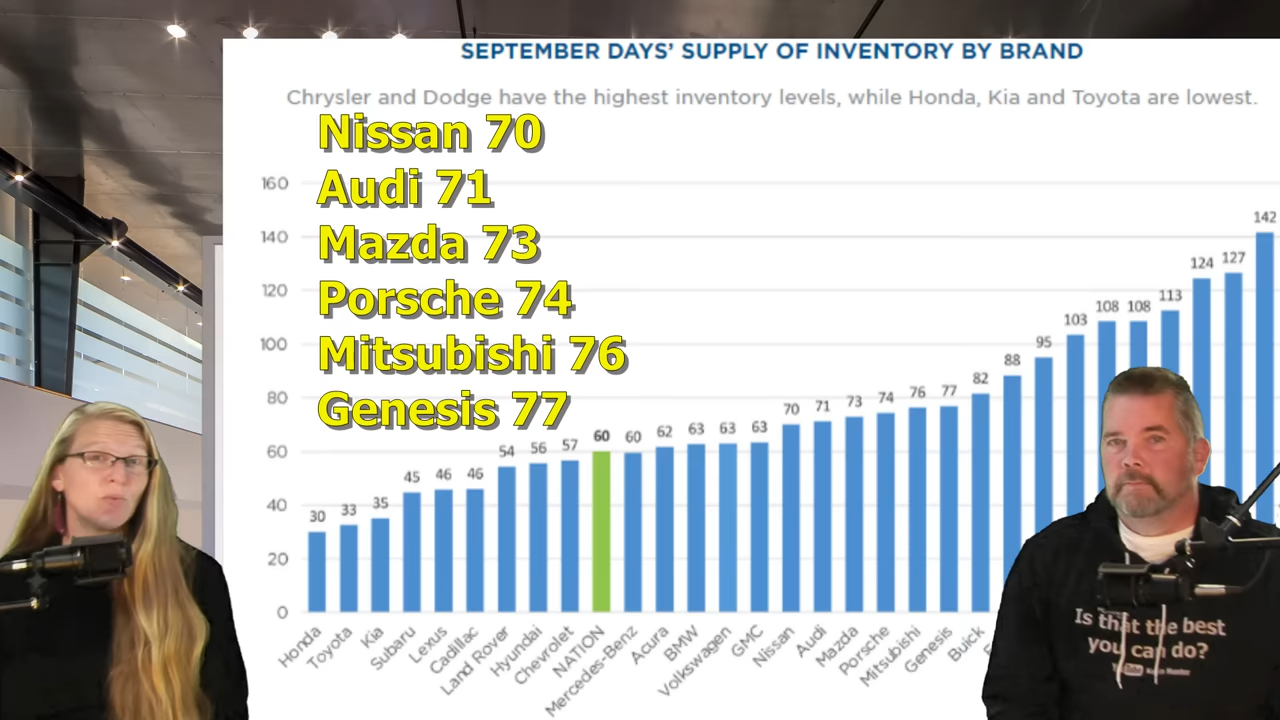 SEPTEMBER DAYS' SUPPLY OF INVENTORY BY BRAND
Chrysler and Dodge have the highest inventory levels, while Honda, Kia and Toyota are lowest.
Nissan 70
Audi 71
Mazda 73
Porsche 74
Mitsubishi 76
Genesis 77
160
140
120
100
80
60
40
20
0
30
33
35
45
46
46
54
56
57
60
60
62
63
63
63
70
71
73
74
76
77
82
88
95
103
108
108
113
124
127
142
Honda
Toyota
Kia
Subaru
Lexus
Cadillac
Land Rover
Hyundai
Chevrolet
NATION
Mercedes-Benz
Acura
BMW
Volkswagen
GMC
Nissan
Audi
Mazda
Porsche
Mitsubishi
Genesis
Buick
Is that the best
you can do?